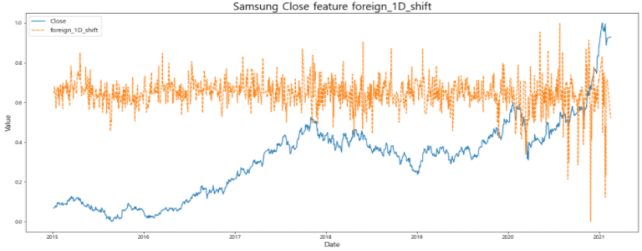 Samsung Close feature foreign_1D_shift
Close
foreign_1D_shift
Value
1.0
0.8
0.6
0.4
0.2
0.0
2015
2016
2017
2018
2019
2020
2021
Date